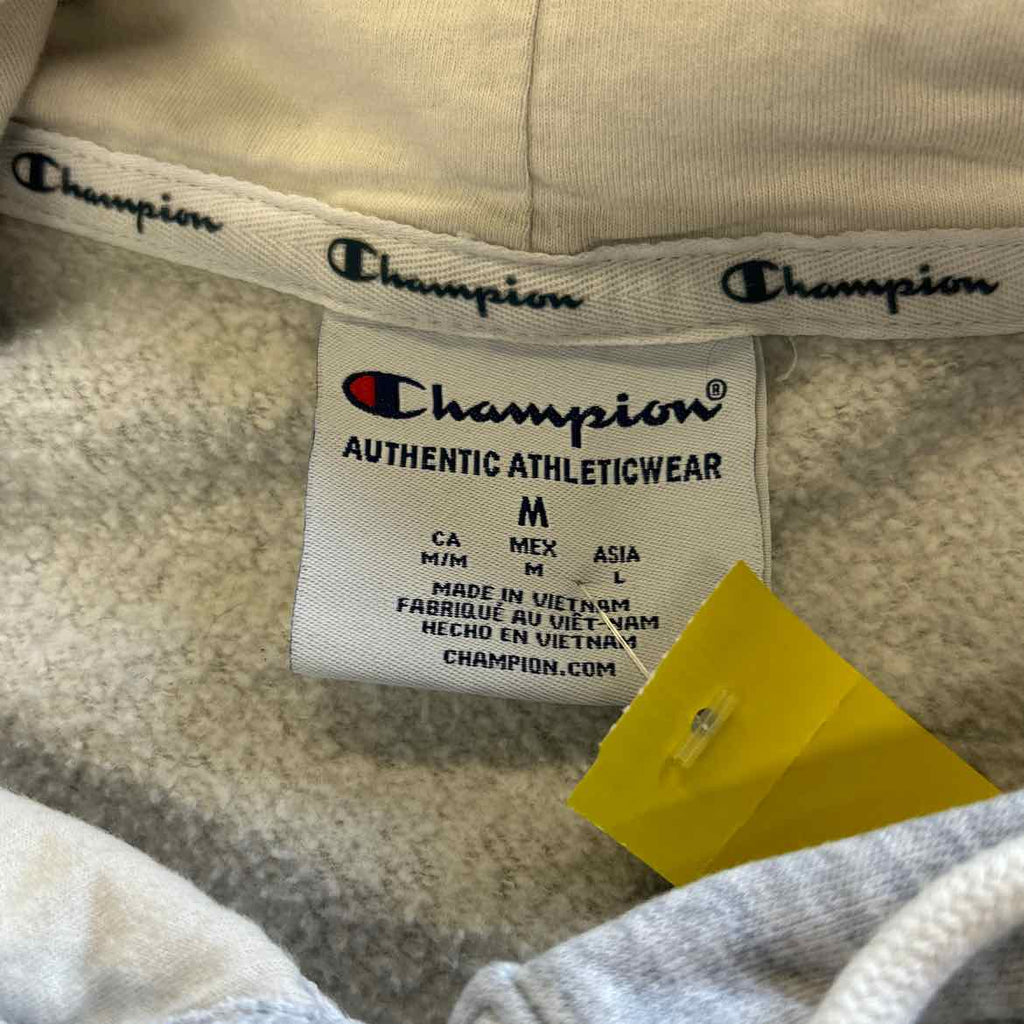 Champion
Champion
Champion
Champion®
AUTHENTIC ATHLETICWEAR
M
CA MEX ASIA
M/M M L
MADE IN VIETNAM
FABRIQUÉ AU VIÊT-NAM
HECHO EN VIETNAM
CHAMPION.COM